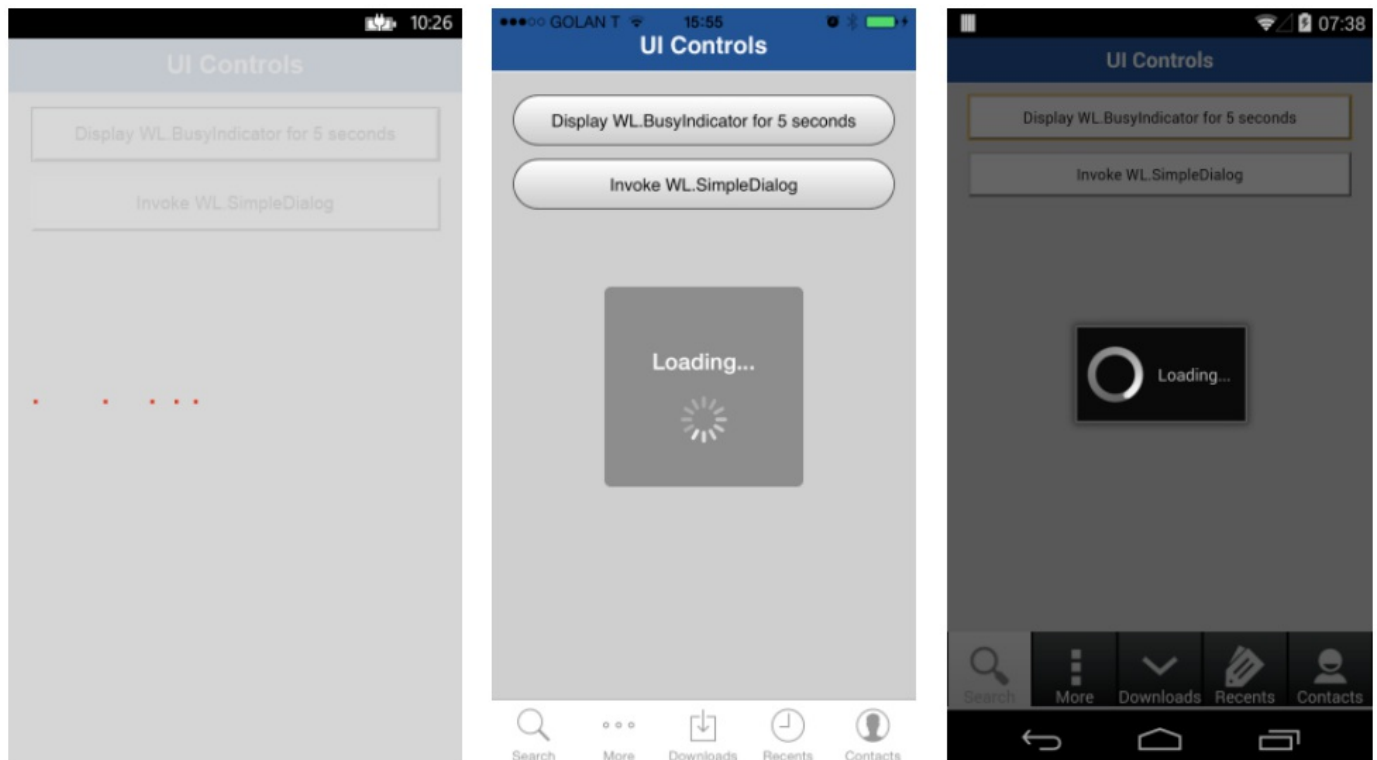 10:26
UI Controls
Display WL.BusyIndicator for 5 seconds
Invoke WL.SimpleDialog
GOLAN T 15:55
UI Controls
Display WL.BusyIndicator for 5 seconds
Invoke WL.SimpleDialog
Loading...
Search More Downloads Recents Contacts
07:38
UI Controls
Display WL.BusyIndicator for 5 seconds
Invoke WL.SimpleDialog
Loading...
Search More Downloads Recents Contacts